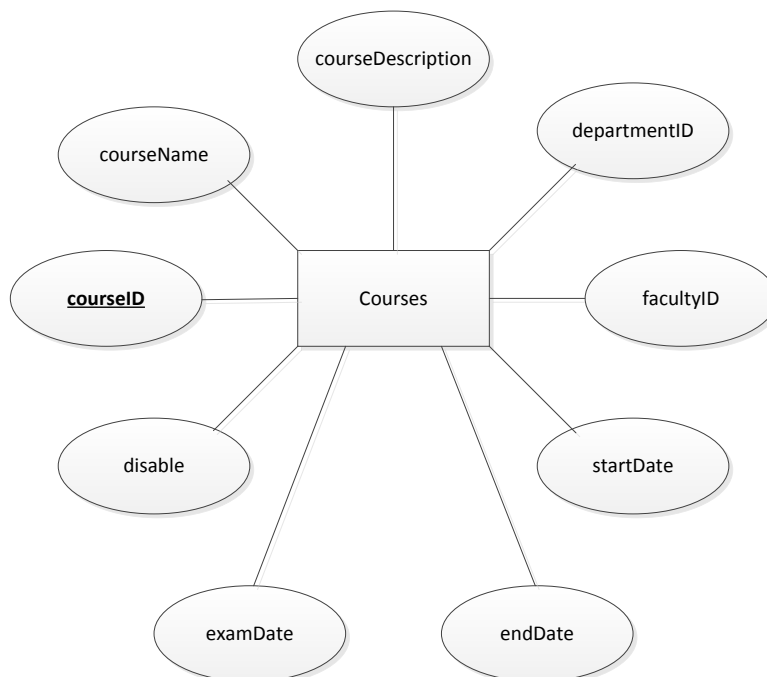 courseDescription
departmentID
courseName
courseID
Courses
facultyID
disable
startDate
examDate
endDate